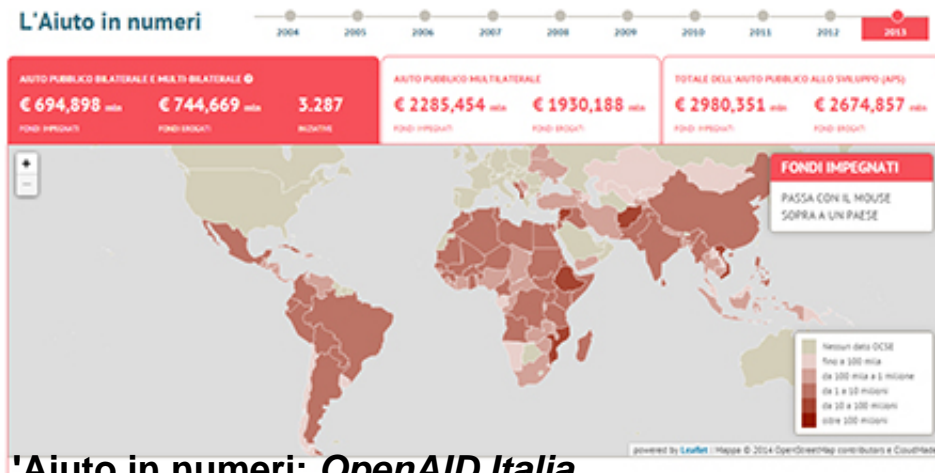 L'Aiuto in numeri
2004 2005 2006 2007 2008 2009 2010 2011 2012 2013
AIUTO PUBBLICO BILATERALE E MULTI-BILATERALE
€ 694,898 mln € 744,669 mln 3.287
FONDI IMPEGNATI FONDI EROGATI INIZIATIVE
AIUTO PUBBLICO MULTILATERALE
€ 2285,454 mln € 1930,188 mln
FONDI IMPEGNATI FONDI EROGATI
TOTALE DELL'AIUTO PUBBLICO ALLO SVILUPPO (APS)
€ 2980,351 mln € 2674,857 mln
FONDI IMPEGNATI FONDI EROGATI
+
−
FONDI IMPEGNATI
PASSA CON IL MOUSE
SOPRA A UN PAESE
Nessun dato OCSE
fino a 100 mila
da 100 mila a 1 milione
da 1 a 10 milioni
da 10 a 100 milioni
oltre 100 milioni
powered by Leaflet | Mappe © 2014 OpenStreetMap contributors e CloudMade
'Aiuto in numeri: OpenAID Italia